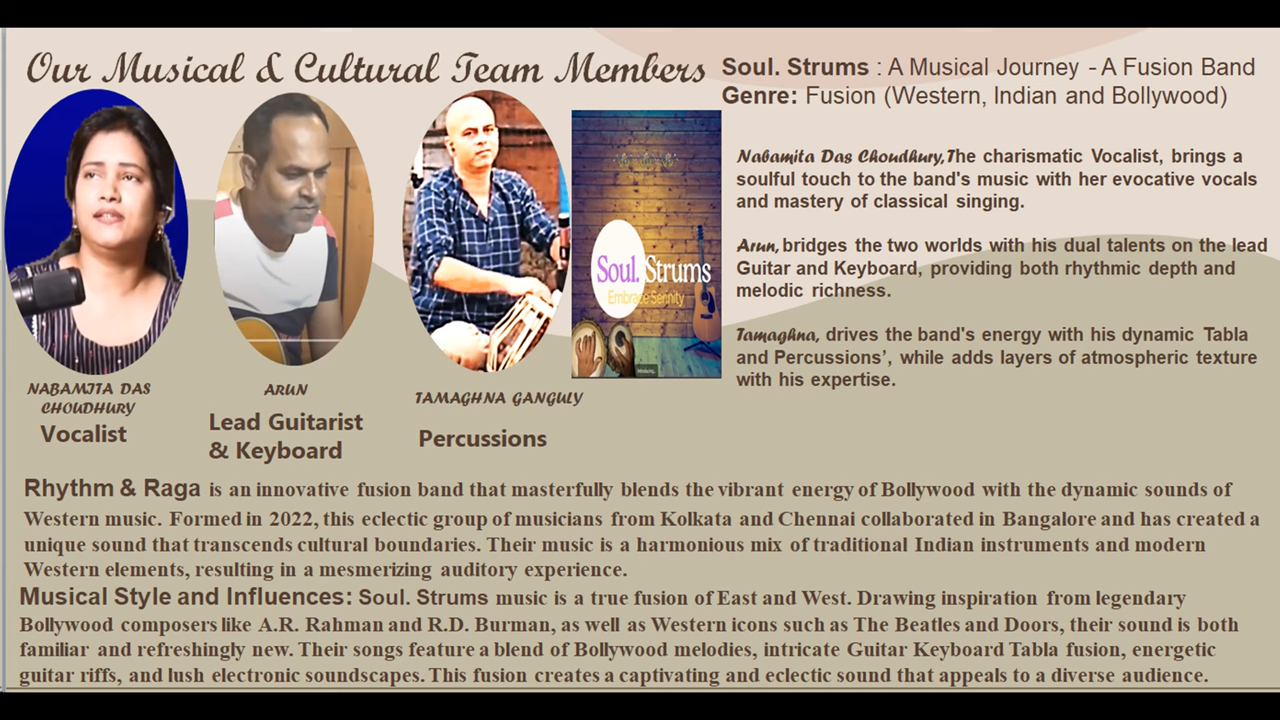 Our Musical & Cultural Team Members
Soul. Strums : A Musical Journey - A Fusion Band
Genre: Fusion (Western, Indian and Bollywood)
Nabamita Das Choudhury,The charismatic Vocalist, brings a
soulful touch to the band's music with her evocative vocals
and mastery of classical singing.
Arun, bridges the two worlds with his dual talents on the lead
Guitar and Keyboard, providing both rhythmic depth and
melodic richness.
Tamaghna, drives the band's energy with his dynamic Tabla
and Percussions’, while adds layers of atmospheric texture
with his expertise.
Soul. Strums
Embrace Serinity
NABAMITA DAS
CHOUDHURY
Vocalist
ARUN
Lead Guitarist
& Keyboard
TAMAGHNA GANGULY
Percussions
Rhythm & Raga is an innovative fusion band that masterfully blends the vibrant energy of Bollywood with the dynamic sounds of
Western music. Formed in 2022, this eclectic group of musicians from Kolkata and Chennai collaborated in Bangalore and has created a
unique sound that transcends cultural boundaries. Their music is a harmonious mix of traditional Indian instruments and modern
Western elements, resulting in a mesmerizing auditory experience.
Musical Style and Influences: Soul. Strums music is a true fusion of East and West. Drawing inspiration from legendary
Bollywood composers like A.R. Rahman and R.D. Burman, as well as Western icons such as The Beatles and Doors, their sound is both
familiar and refreshingly new. Their songs feature a blend of Bollywood melodies, intricate Guitar Keyboard Tabla fusion, energetic
guitar riffs, and lush electronic soundscapes. This fusion creates a captivating and eclectic sound that appeals to a diverse audience.